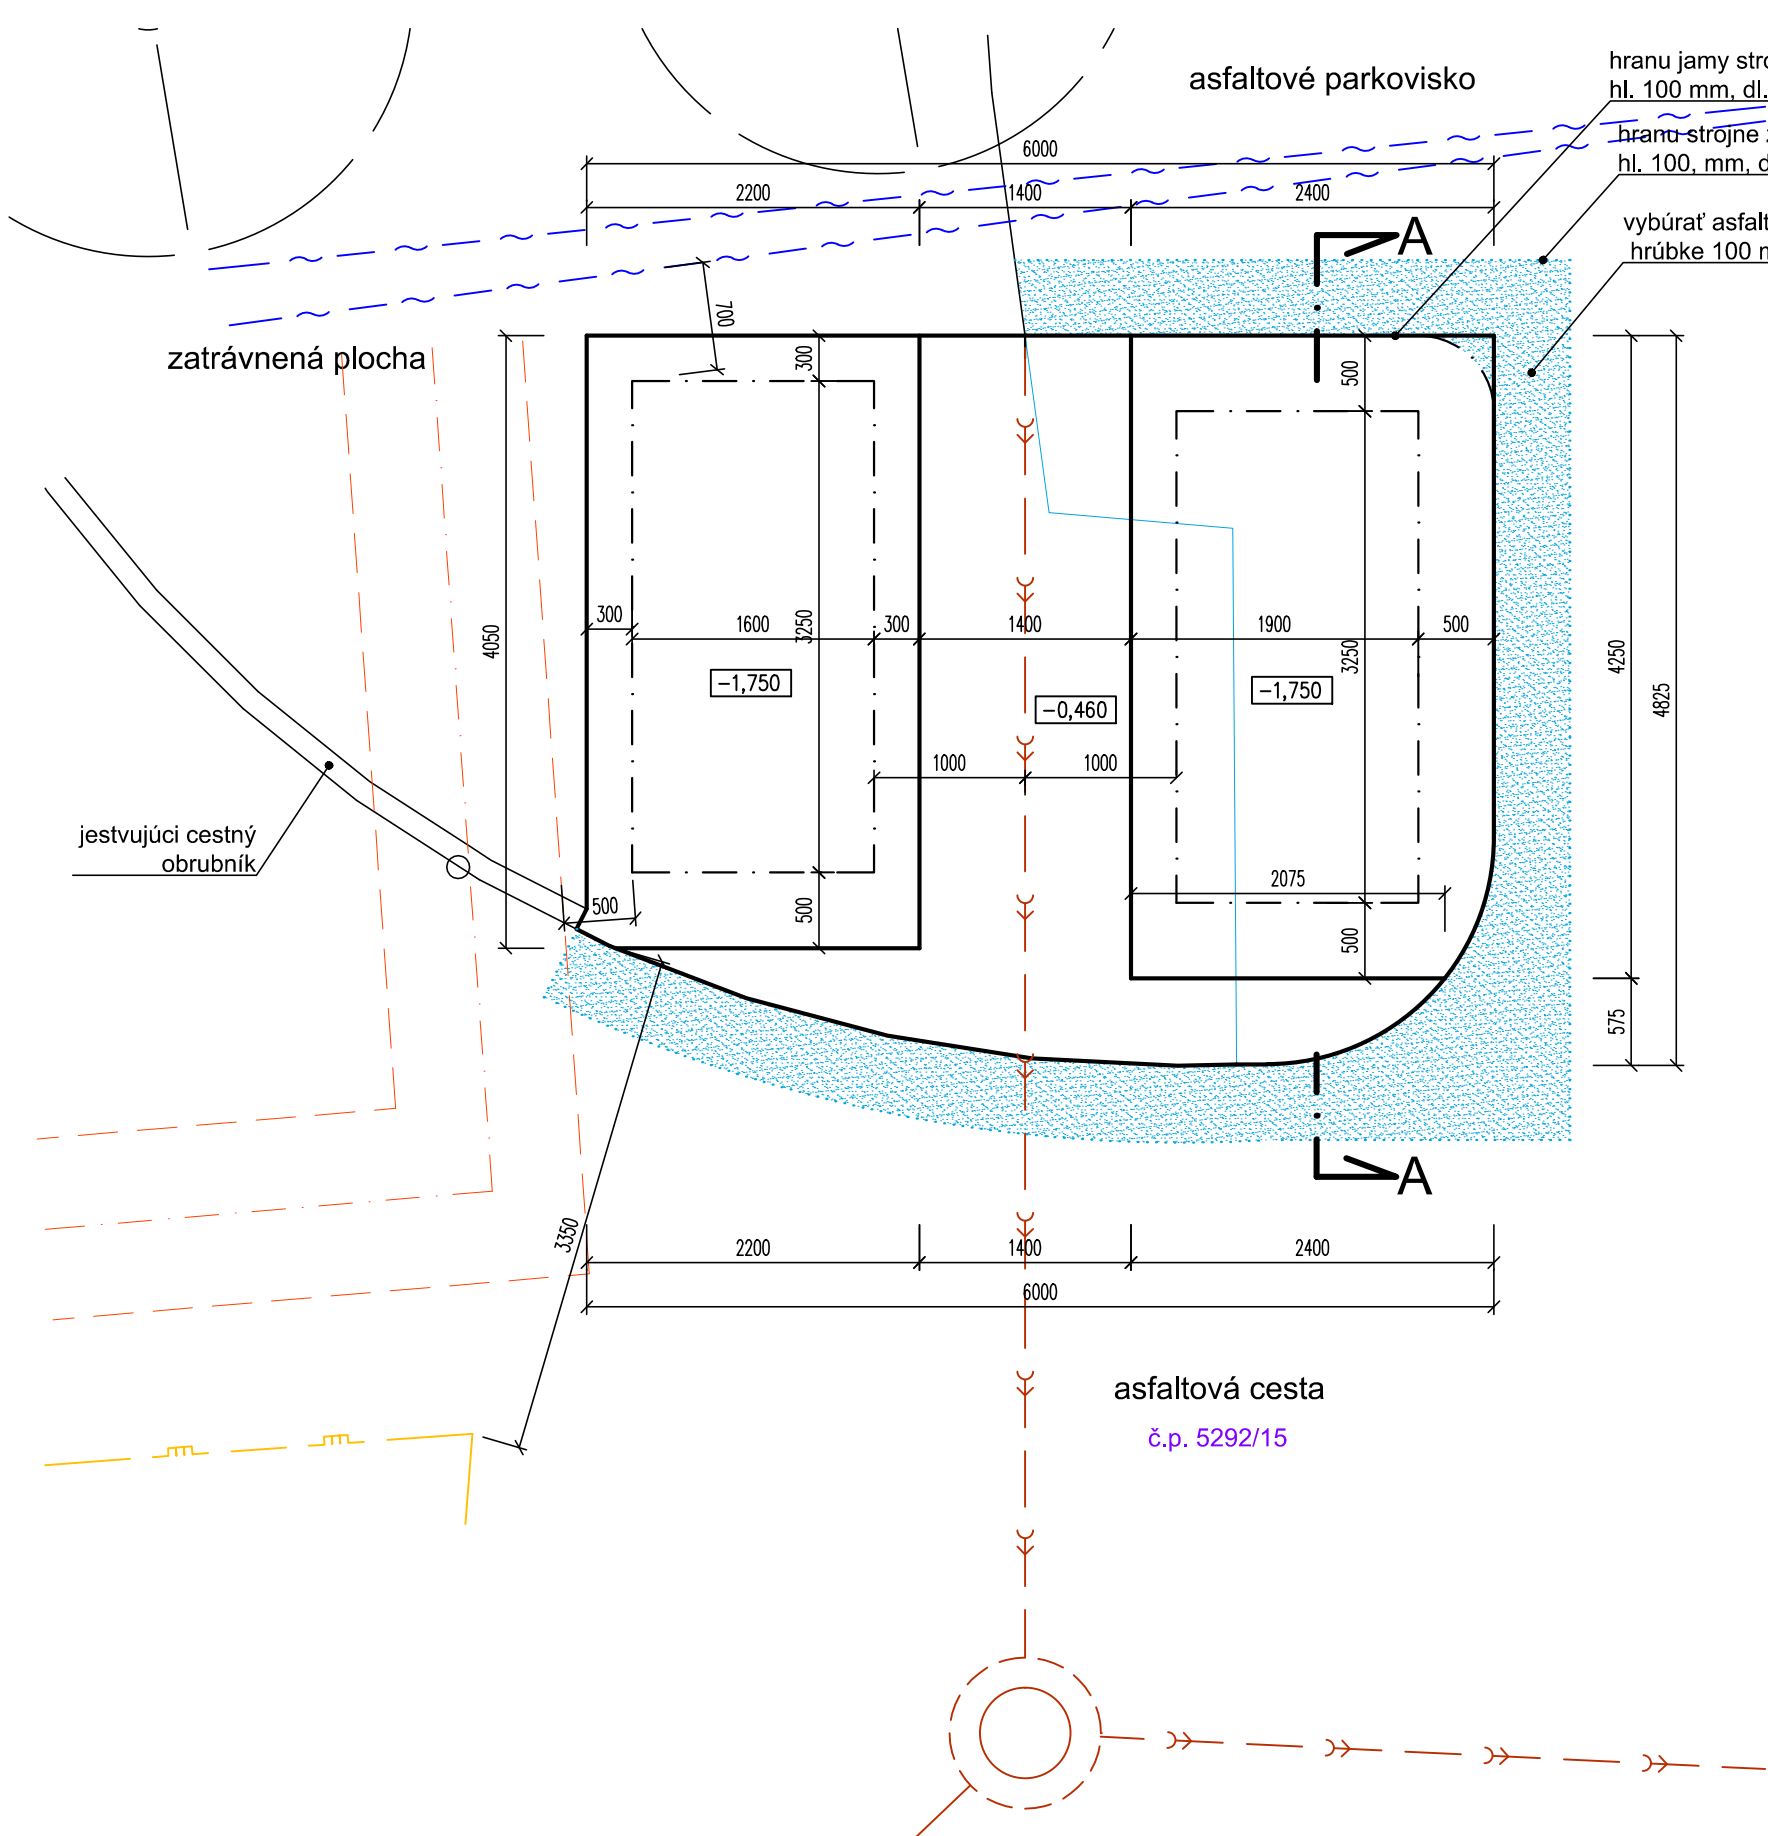 asfaltové parkovisko
hranu jamy
hl. 100 mm, dl.
hranu strojne
hl. 100, mm,
vybúrať
hrúbke 100
6000
2200
1400
2400
A
700
zatrávnená plocha
300
500
4050
300
1600
3250
300
1400
1900
3250
500
4250
4825
−1,750
−0,460
−1,750
1000
1000
jestvujúci cestný
obrubník
2075
500
500
500
575
A
3350
2200
1400
2400
6000
asfaltová cesta
č.p. 5292/15